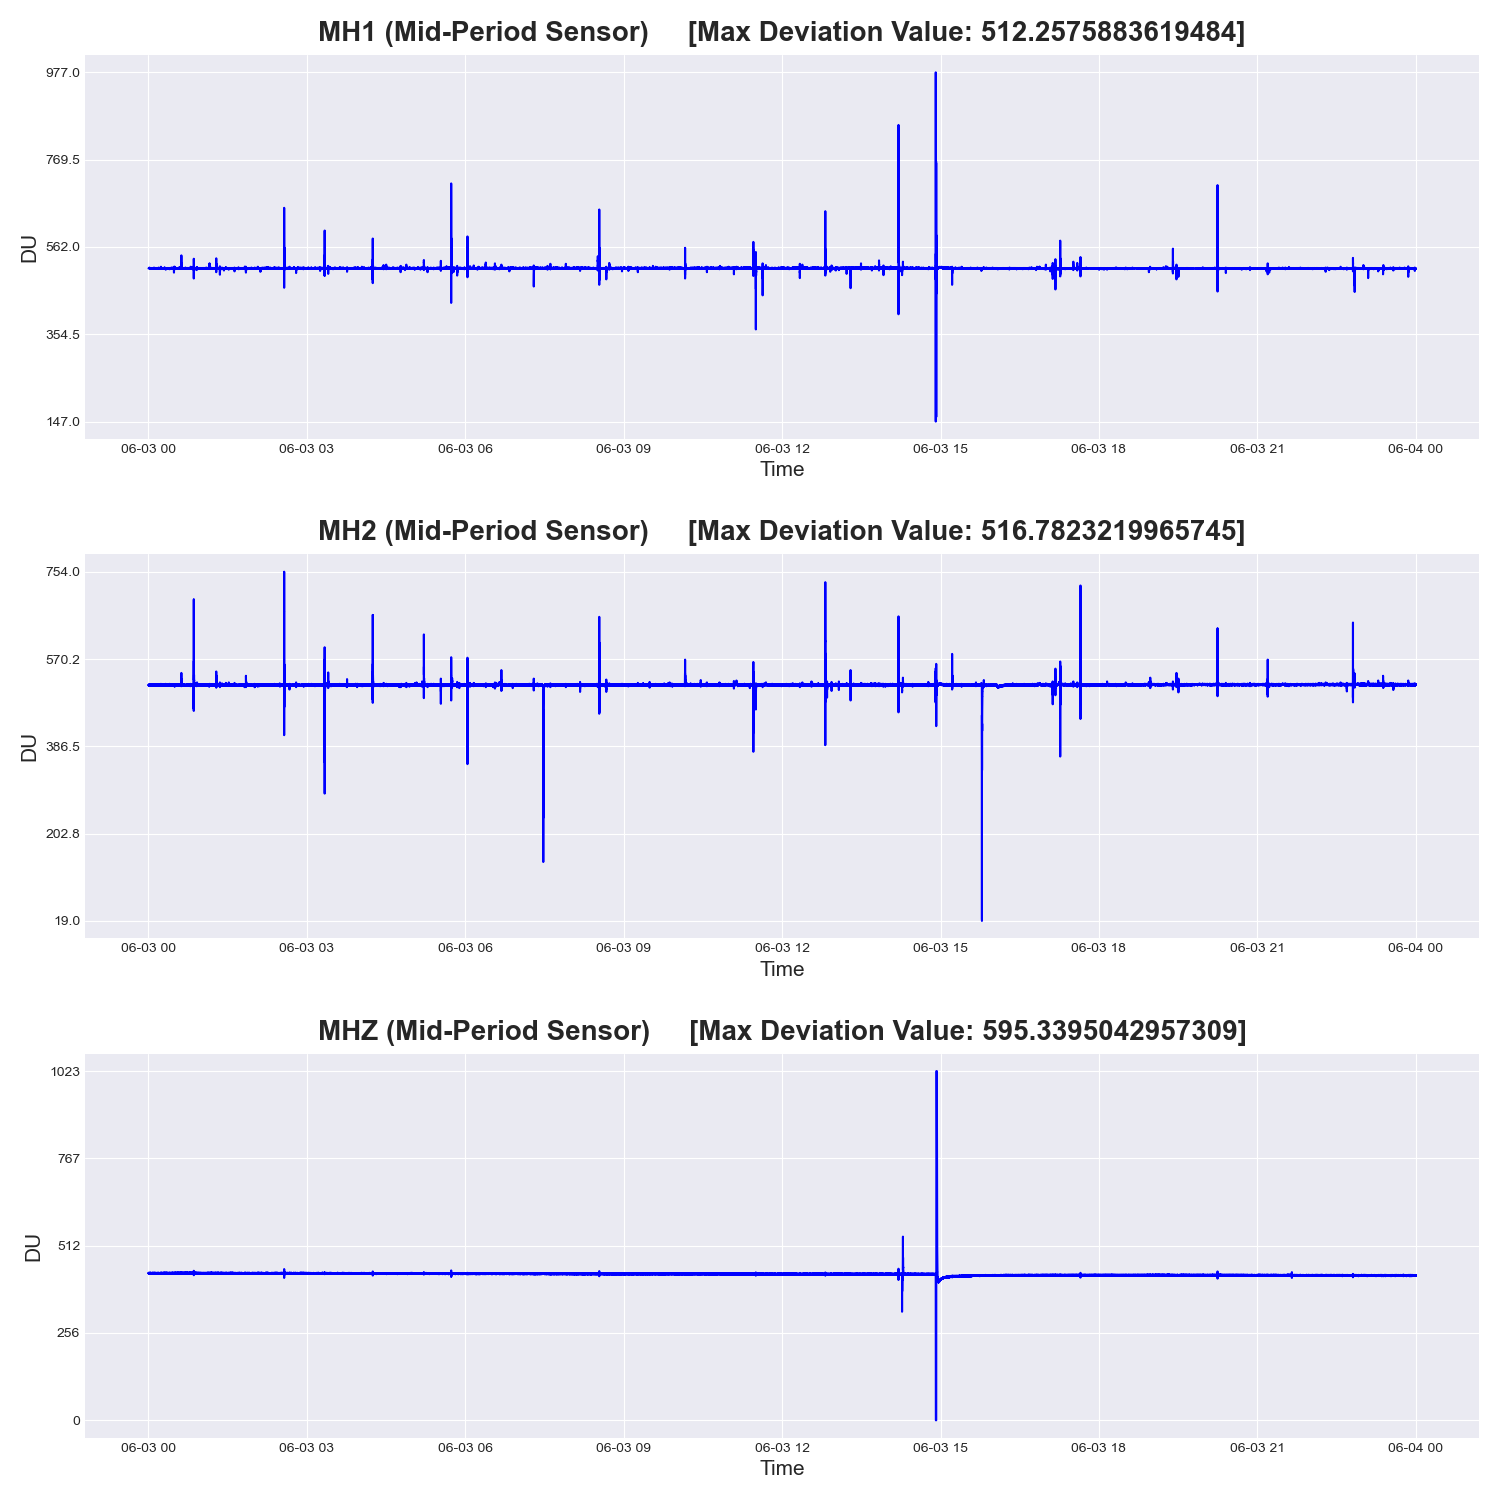 MH1 (Mid-Period Sensor) [Max Deviation Value: 512.2575883619484]
977.0
769.5
562.0
354.5
147.0
DU
06-03 00 06-03 03 06-03 06 06-03 09 06-03 12 06-03 15 06-03 18 06-03 21 06-04 00
Time
MH2 (Mid-Period Sensor) [Max Deviation Value: 516.7823219965745]
754.0
570.2
386.5
202.8
19.0
DU
06-03 00 06-03 03 06-03 06 06-03 09 06-03 12 06-03 15 06-03 18 06-03 21 06-04 00
Time
MHZ (Mid-Period Sensor) [Max Deviation Value: 595.3395042957309]
1023
767
512
256
0
DU
06-03 00 06-03 03 06-03 06 06-03 09 06-03 12 06-03 15 06-03 18 06-03 21 06-04 00
Time